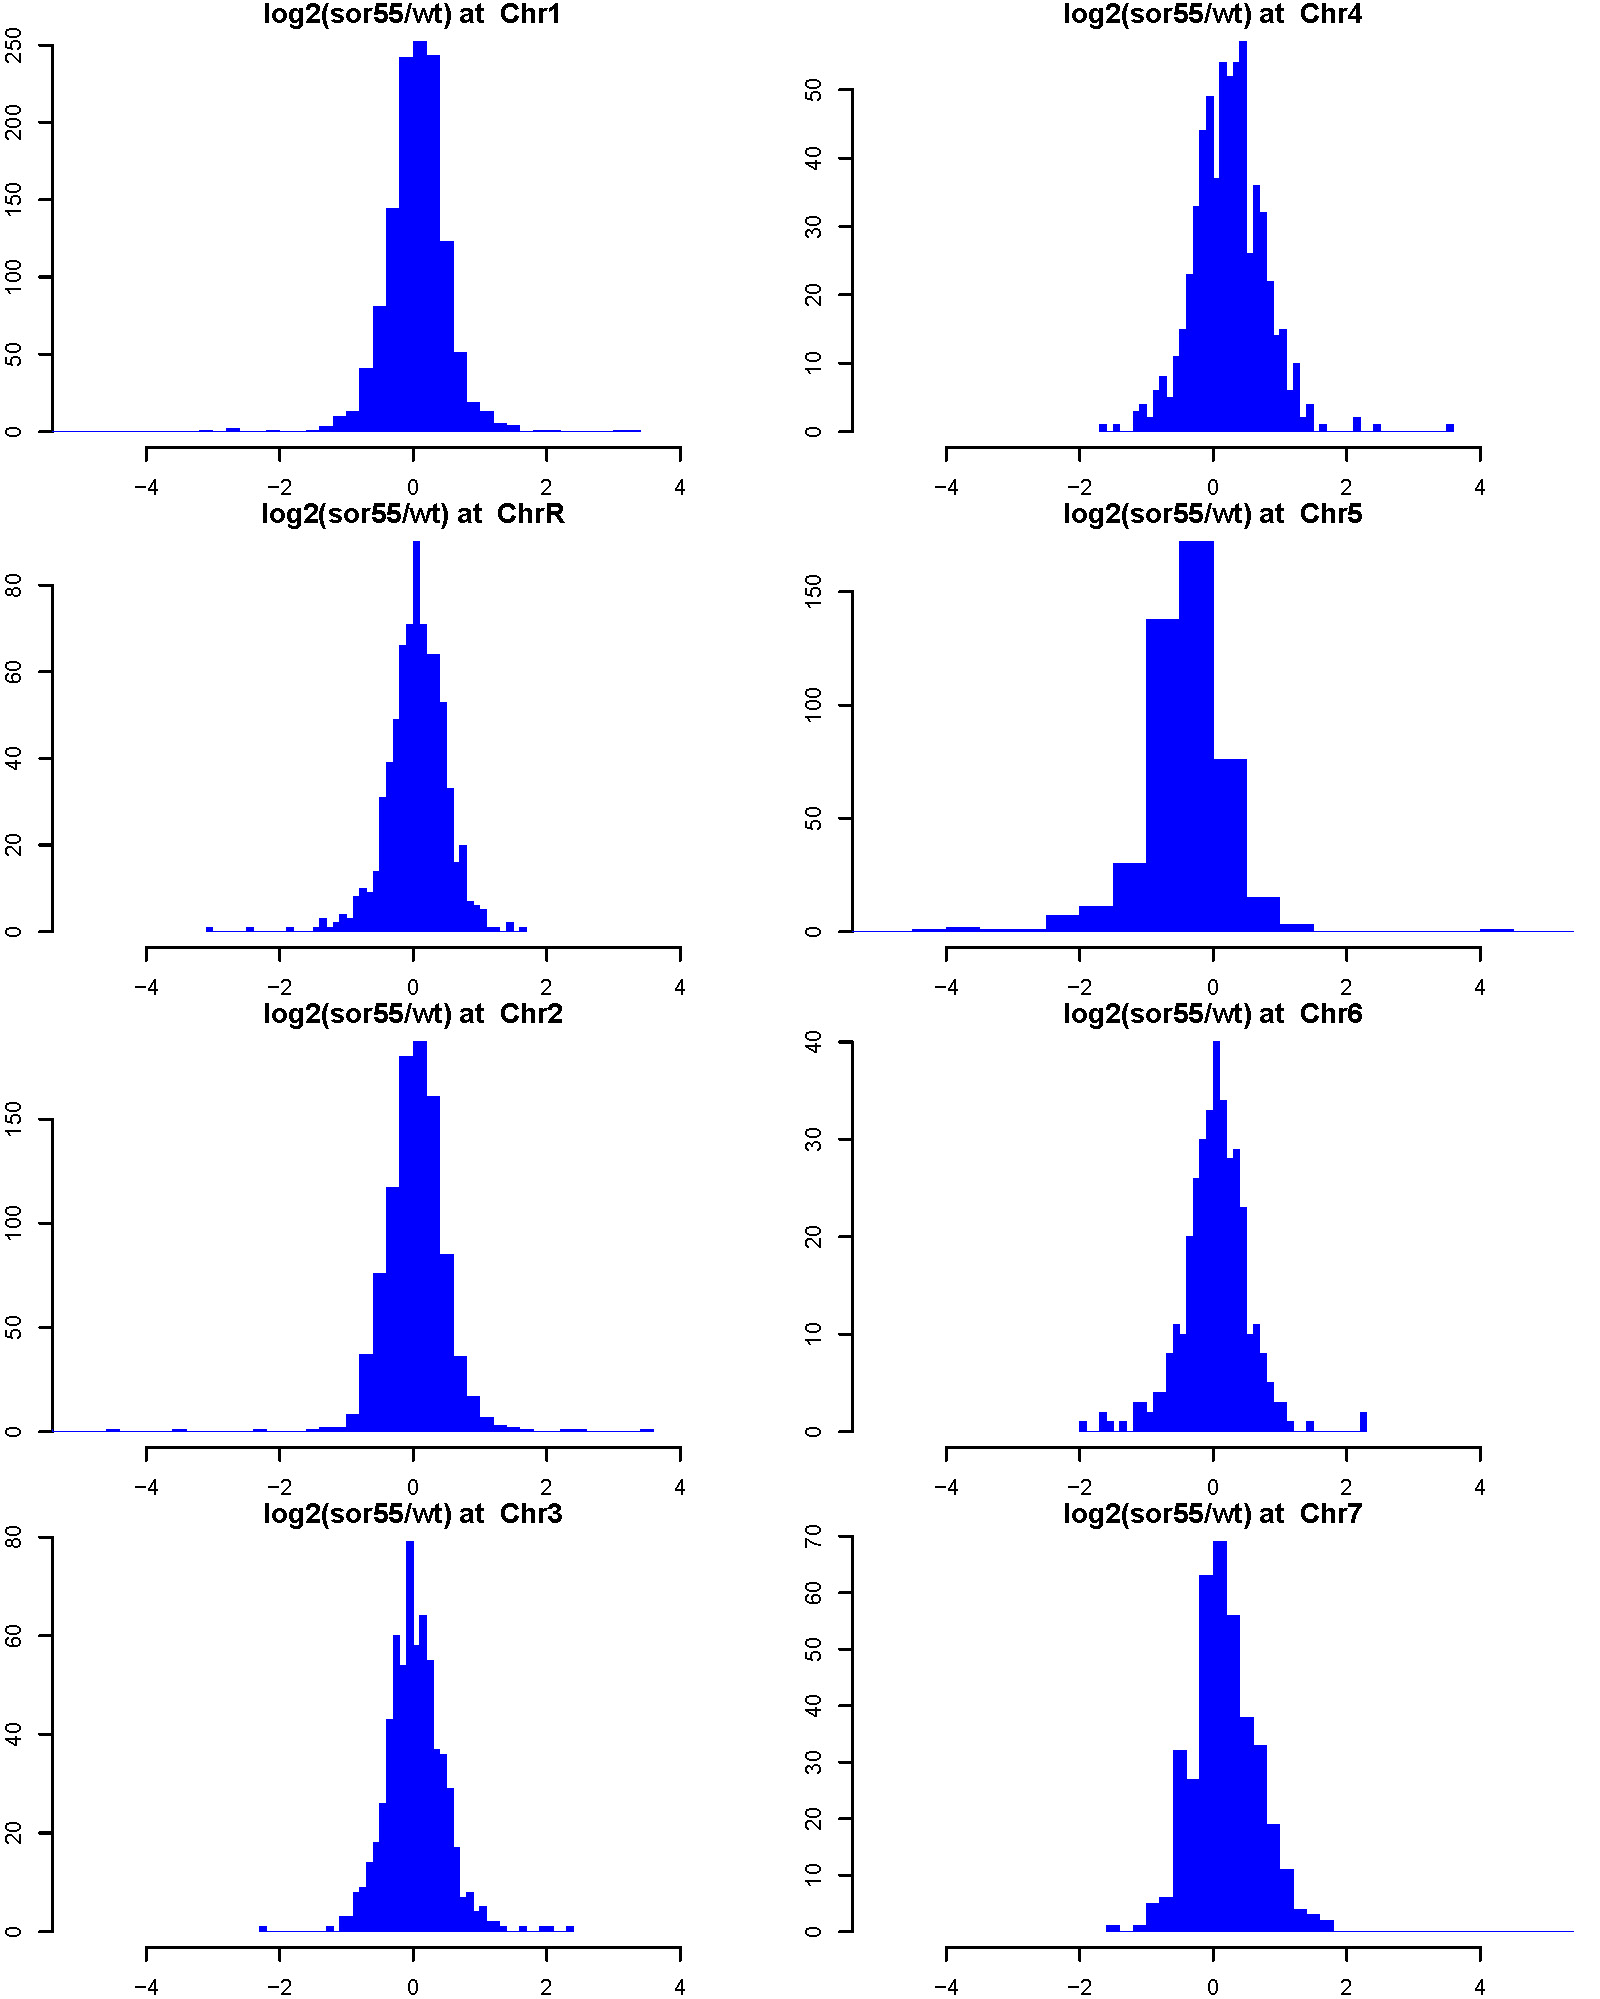 log2(sor55/wt) at Chr1
250
200
150
100
50
0
−4 −2 0 2 4
log2(sor55/wt) at Chr4
50
40
30
20
10
0
−4 −2 0 2 4
log2(sor55/wt) at ChrR
80
60
40
20
0
−4 −2 0 2 4
log2(sor55/wt) at Chr5
150
100
50
0
−4 −2 0 2 4
log2(sor55/wt) at Chr2
150
100
50
0
−4 −2 0 2 4
log2(sor55/wt) at Chr6
40
30
20
10
0
−4 −2 0 2 4
log2(sor55/wt) at Chr3
80
60
40
20
0
−4 −2 0 2 4
log2(sor55/wt) at Chr7
70
60
50
40
30
20
10
0
−4 −2 0 2 4